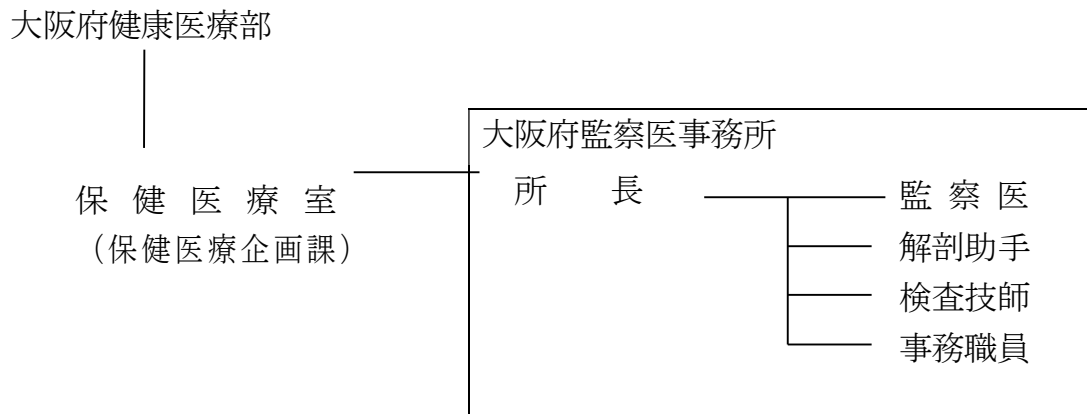 大阪府健康医療部
大阪府監察医事務所
保健医療室
（保健医療企画課）
所長
監察医
解剖助手
検査技師
事務職員